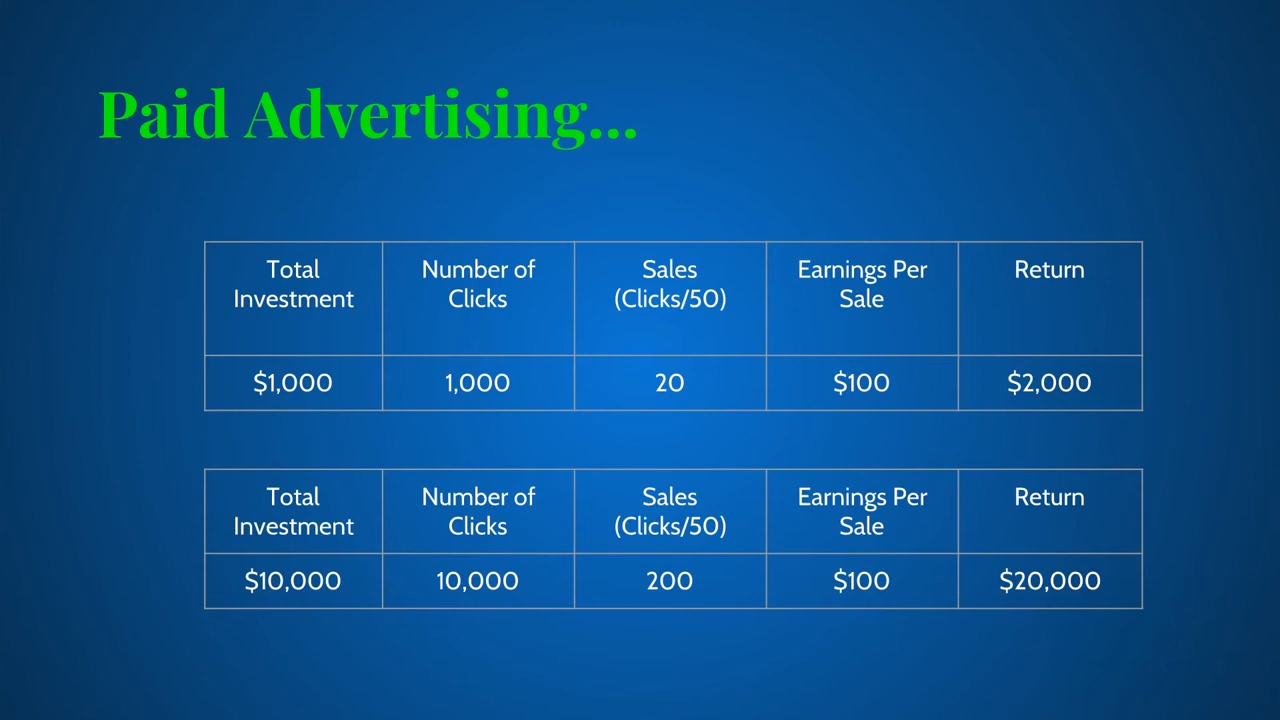 Paid Advertising...
Total Investment
Number of Clicks
Sales (Clicks/50)
Earnings Per Sale
Return
$1,000
1,000
20
$100
$2,000
Total Investment
Number of Clicks
Sales (Clicks/50)
Earnings Per Sale
Return
$10,000
10,000
200
$100
$20,000